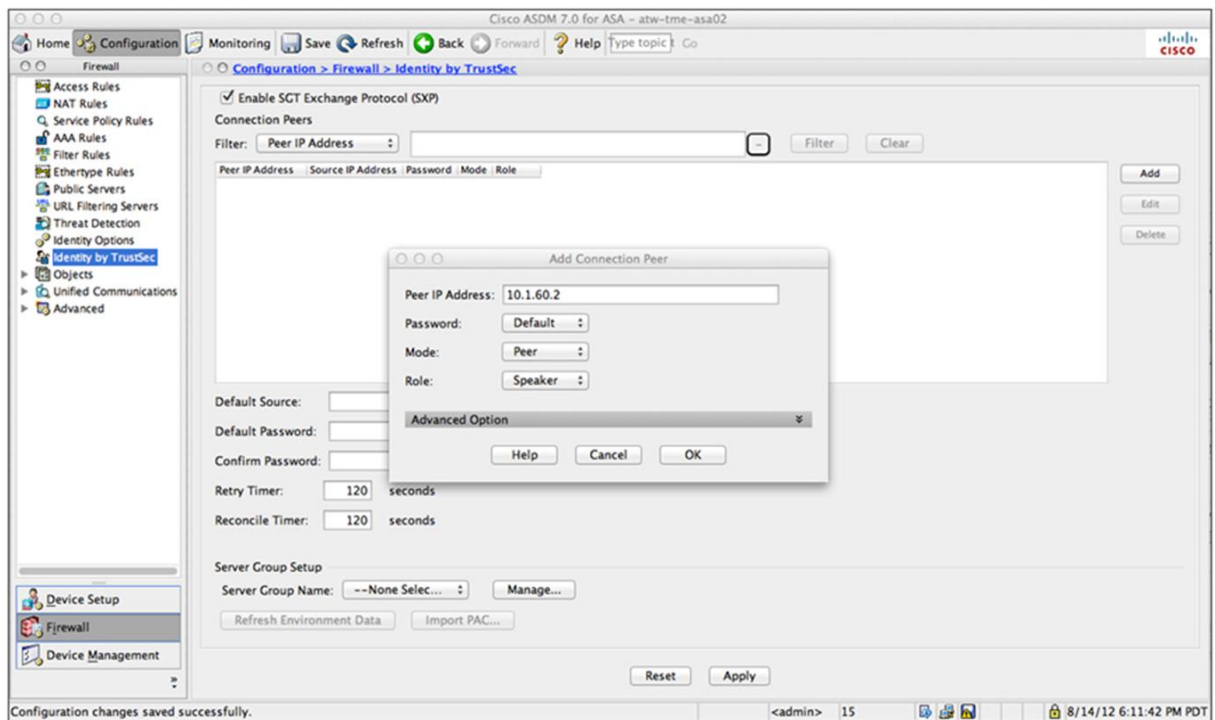 Cisco ASDM 7.0 for ASA - atw-tme-asa02
Home Configuration Monitoring Save Refresh Back Forward Help Type topic t Go
CISCO
Firewall
Access Rules
NAT Rules
Service Policy Rules
AAA Rules
Filter Rules
Ethertype Rules
Public Servers
URL Filtering Servers
Threat Detection
Identity Options
Identity by TrustSec
Objects
Unified Communications
Advanced
Device Setup
Firewall
Device Management
Configuration > Firewall > Identity by TrustSec
Enable SGT Exchange Protocol (SXP)
Connection Peers
Filter: Peer IP Address Filter Clear
Peer IP Address Source IP Address Password Mode Role
Add
Edit
Delete
Add Connection Peer
Peer IP Address: 10.1.60.2
Password: Default
Mode: Peer
Role: Speaker
Advanced Option
Help Cancel OK
Default Source:
Default Password:
Confirm Password:
Retry Timer: 120 seconds
Reconcile Timer: 120 seconds
Server Group Setup
Server Group Name: --None Selec... Manage...
Refresh Environment Data Import PAC...
Reset Apply
Configuration changes saved successfully. <admin> 15 8/14/12 6:11:42 PM PDT